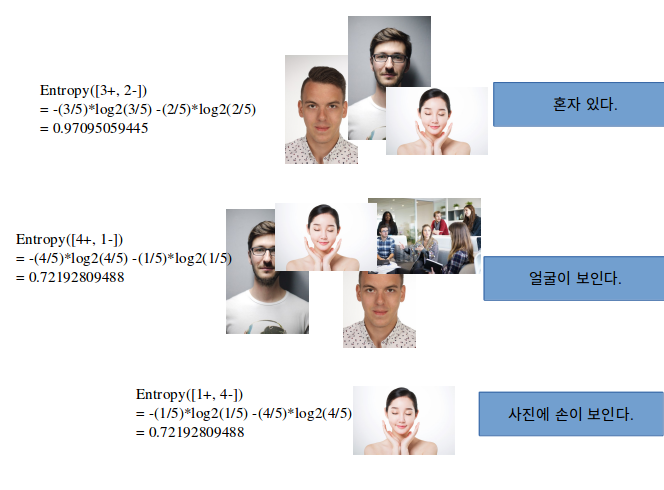 Entropy([3+, 2-])
= -(3/5)*log2(3/5) -(2/5)*log2(2/5)
= 0.97095059445
혼자 있다.
Entropy([4+, 1-])
= -(4/5)*log2(4/5) -(1/5)*log2(1/5)
= 0.72192809488
얼굴이 보인다.
Entropy([1+, 4-])
= -(1/5)*log2(1/5) -(4/5)*log2(4/5)
= 0.72192809488
사진에 손이 보인다.